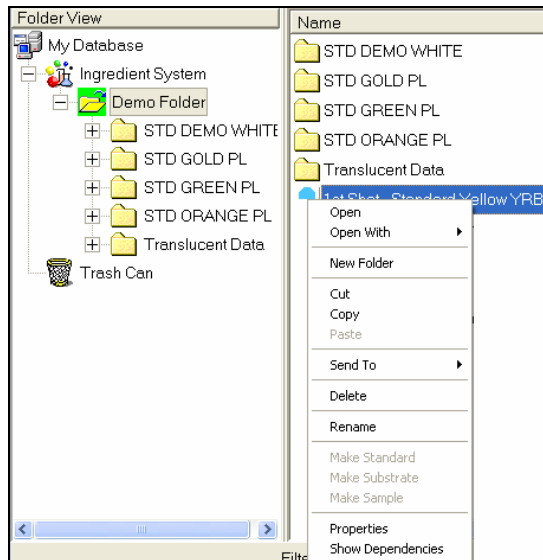 Folder View
My Database
Ingredient System
Demo Folder
STD DEMO WHITE
STD GOLD PL
STD GREEN PL
STD ORANGE PL
Translucent Data
Trash Can
Name
STD DEMO WHITE
STD GOLD PL
STD GREEN PL
STD ORANGE PL
Translucent Data
1st Shot - Standard Yellow YRB
Open
Open With
New Folder
Cut
Copy
Paste
Send To
Delete
Rename
Make Standard
Make Substrate
Make Sample
Properties
Show Dependencies